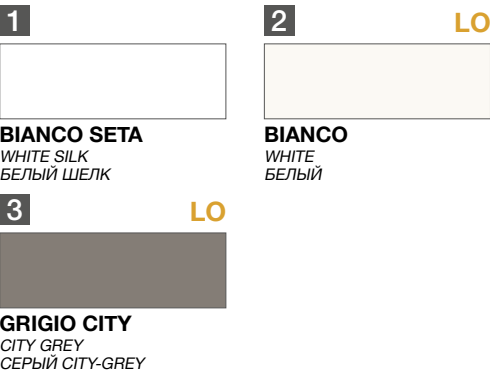 1
BIANCO SETA
WHITE SILK
БЕЛЫЙ ШЕЛК
2 LO
BIANCO
WHITE
БЕЛЫЙ
3 LO
GRIGIO CITY
CITY GREY
СЕРЫЙ CITY-GREY